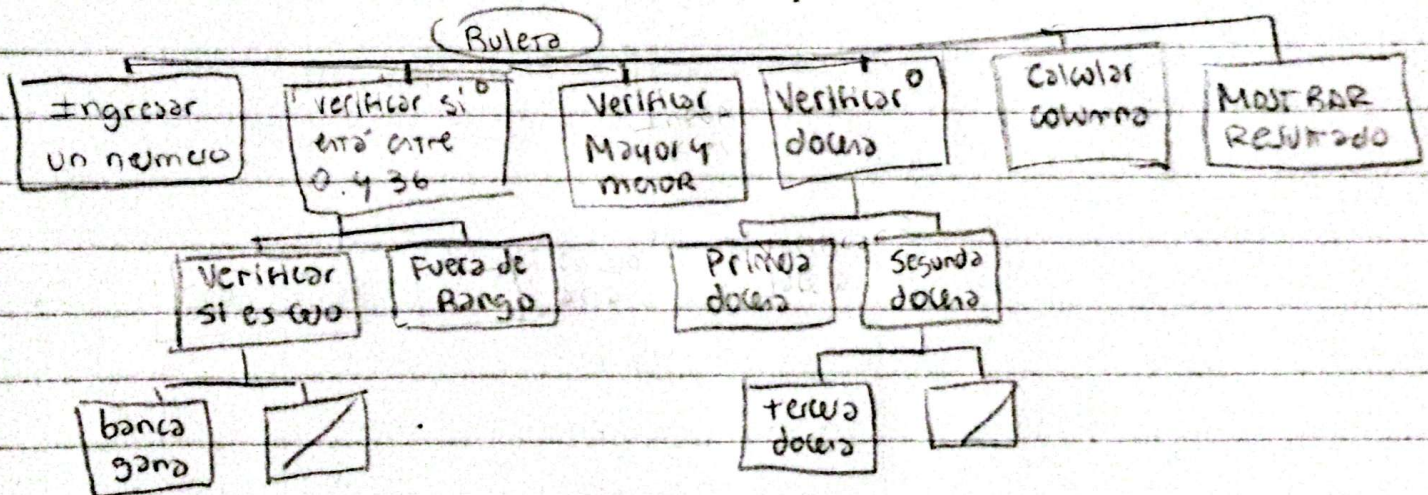 Ruleta
Ingresar
un numero
verificar si°
está entre
0 y 36
Verificar
Mayor y
menor
Verificar°
docena
Calcular
columna
MOSTRAR
Resultado
Verificar
si es cero
Fuera de
Rango
Primera
docena
Segunda
docena
banca
gana
tercera
docena